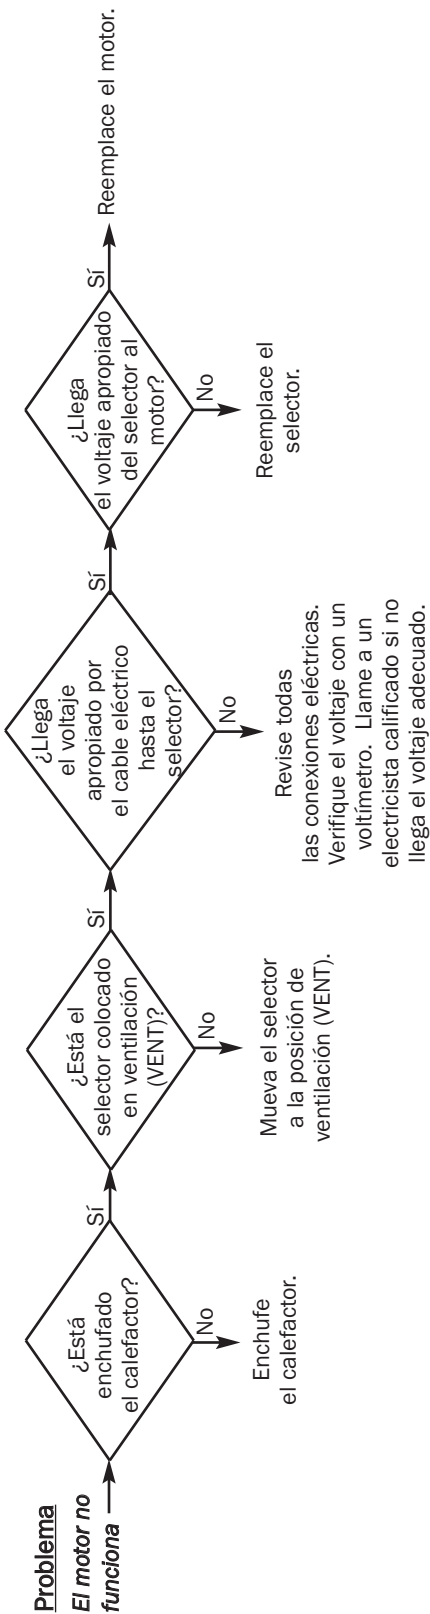 Problema
El motor no
funciona
¿Está
enchufado
el calefactor?
Sí
No
Enchufe
el calefactor.
¿Está el
selector colocado
en ventilación
(VENT)?
Sí
No
Mueva el selector
a la posición de
ventilación (VENT).
¿Llega
el voltaje
apropiado por
el cable eléctrico
hasta el
selector?
Sí
No
Revise todas
las conexiones eléctricas.
Verifique el voltaje con un
voltímetro. Llame a un
electricista calificado si no
llega el voltaje adecuado.
¿Llega
el voltaje apropiado
del selector al
motor?
Sí
No
Reemplace el
selector.
Reemplace el motor.